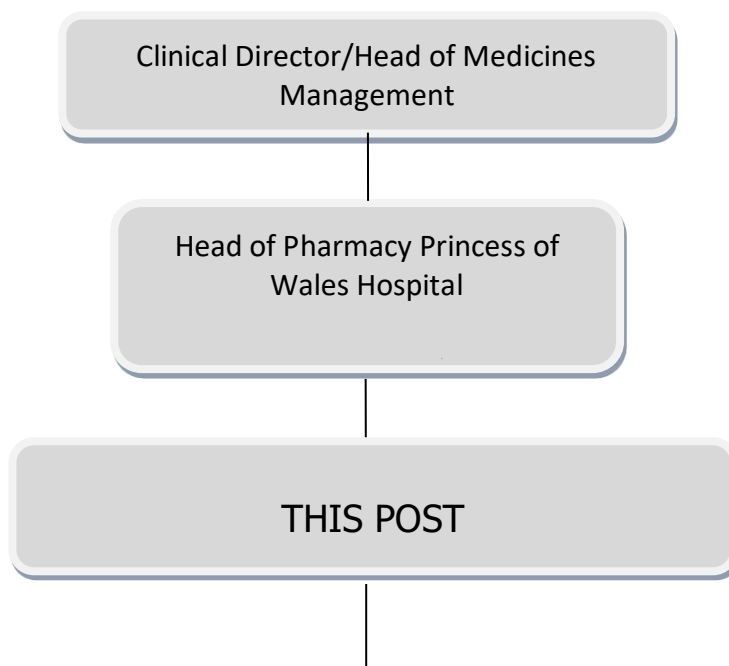 Clinical Director/Head of Medicines
Management
Head of Pharmacy Princess of
Wales Hospital
THIS POST